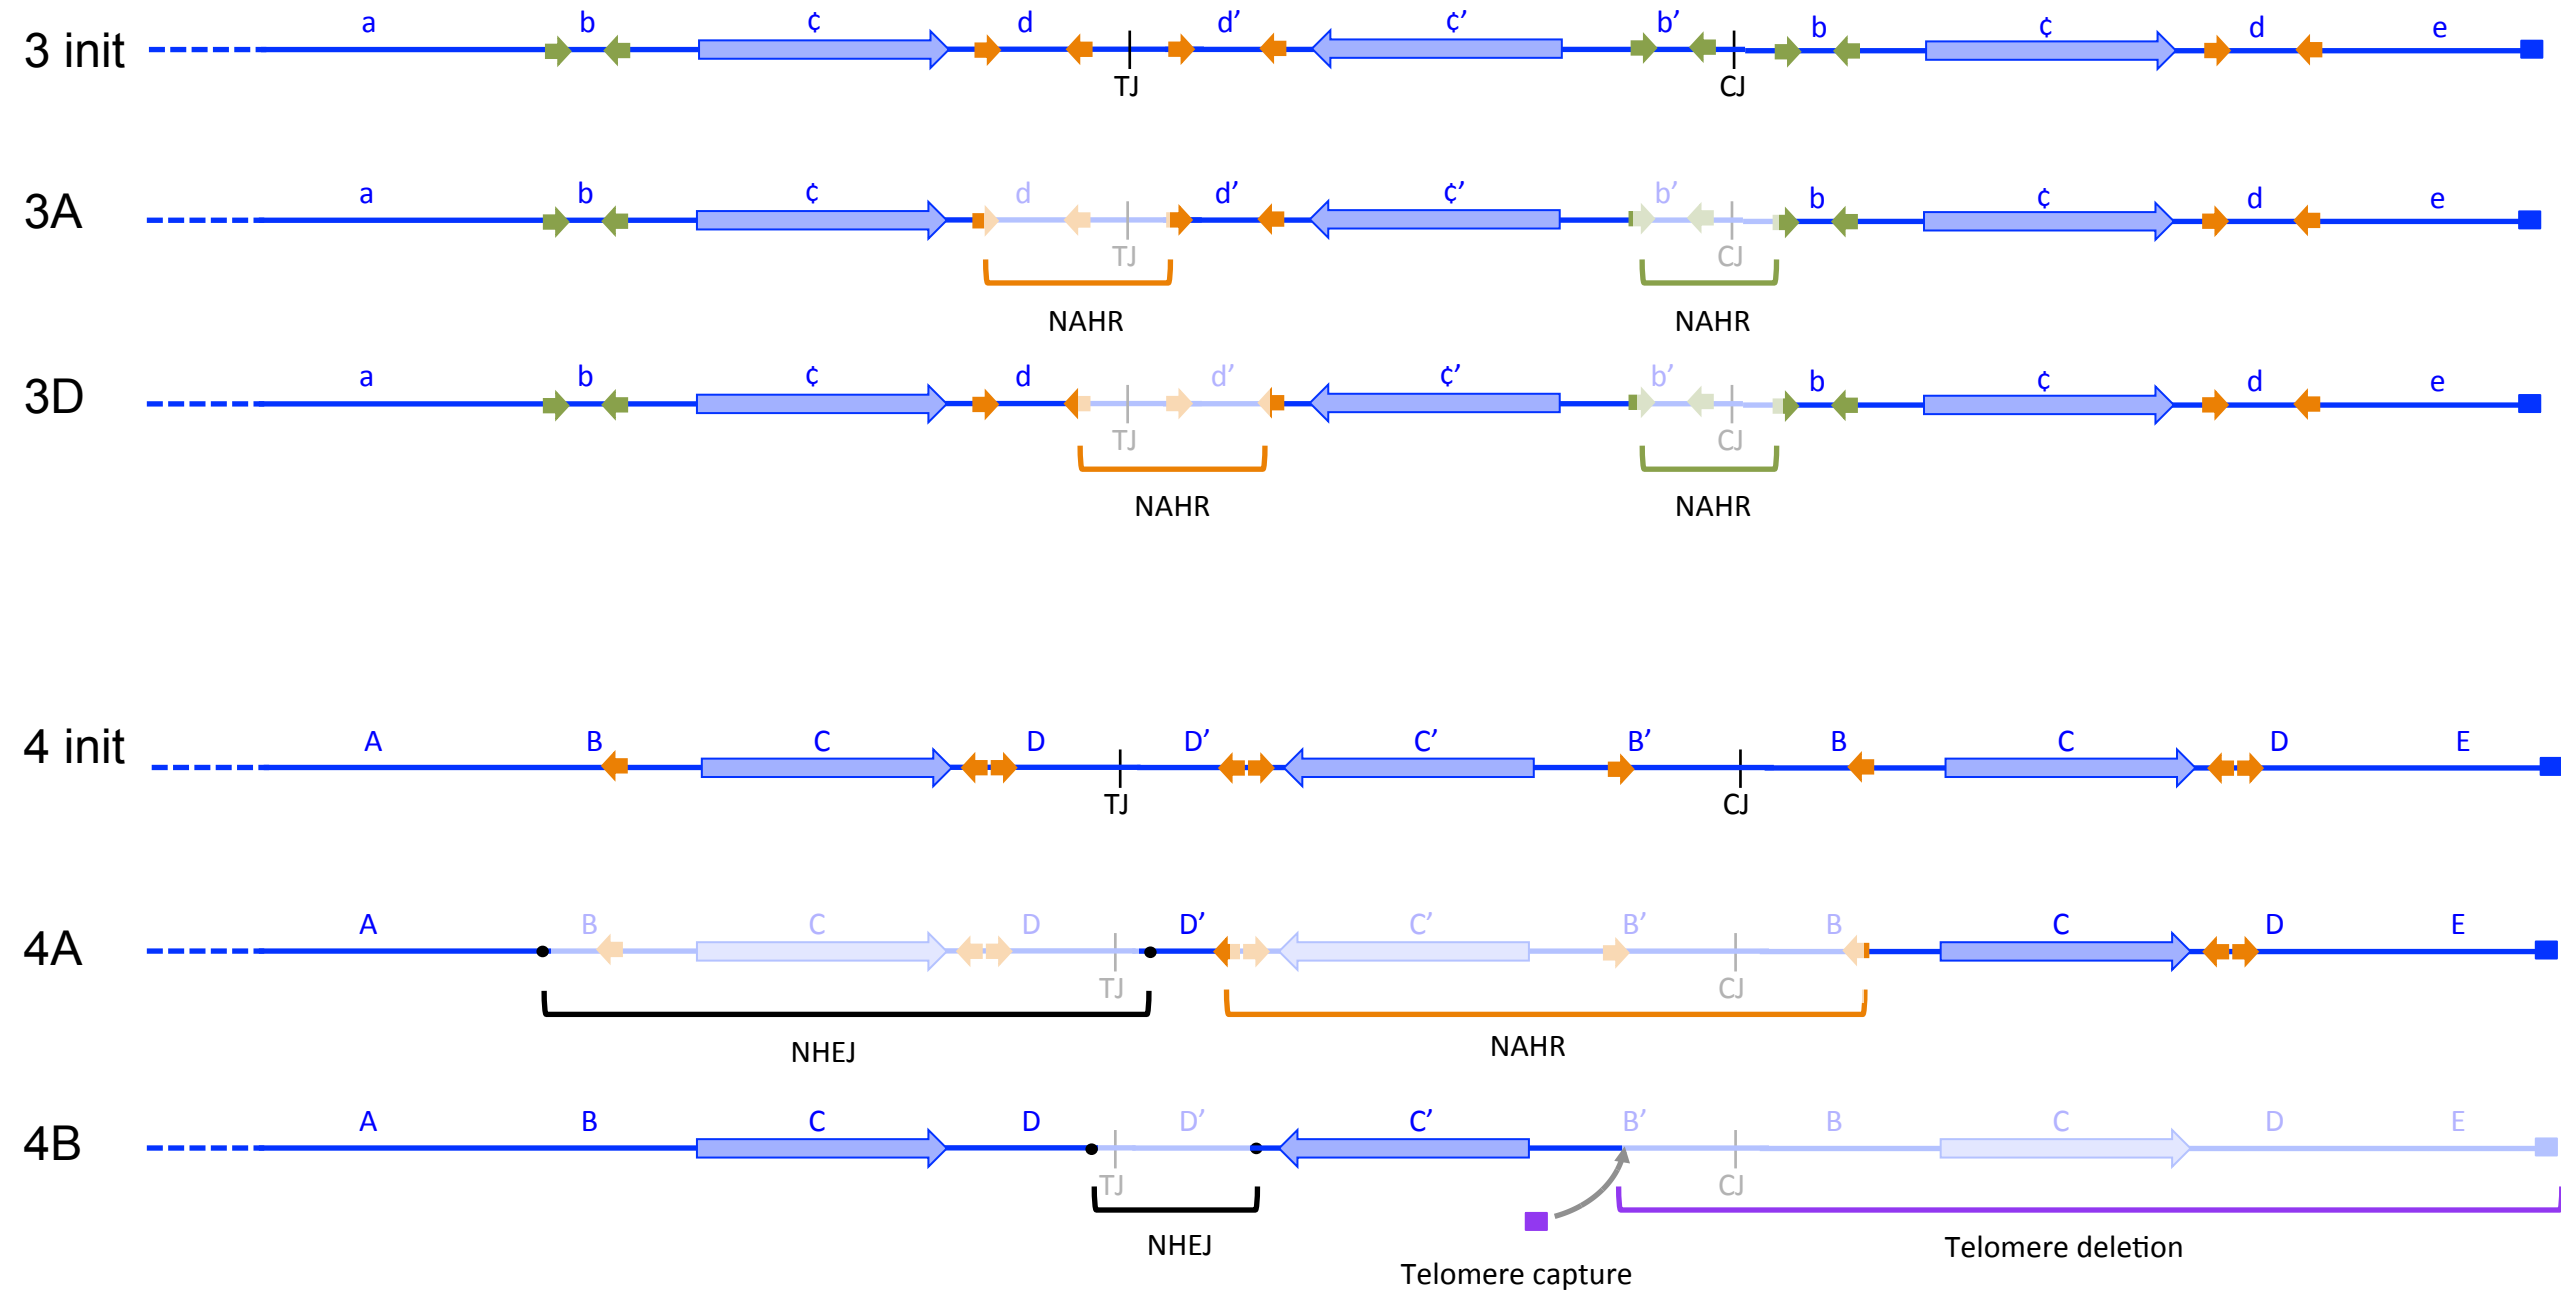 a b ¢ d d’ ¢’ b’ b ¢ d e
3 init
TJ CJ
a b ¢ d d’ ¢’ b’ b ¢ d e
3A
TJ CJ
NAHR NAHR
a b ¢ d d’ ¢’ b’ b ¢ d e
3D
TJ CJ
NAHR NAHR
A B C D D’ C’ B’ B C D E
4 init
TJ CJ
A B C D D’ C’ B’ B C D E
4A
TJ CJ
NHEJ NAHR
A B C D D’ C’ B’ B C D E
4B
TJ CJ
NHEJ Telomere deletion
Telomere capture